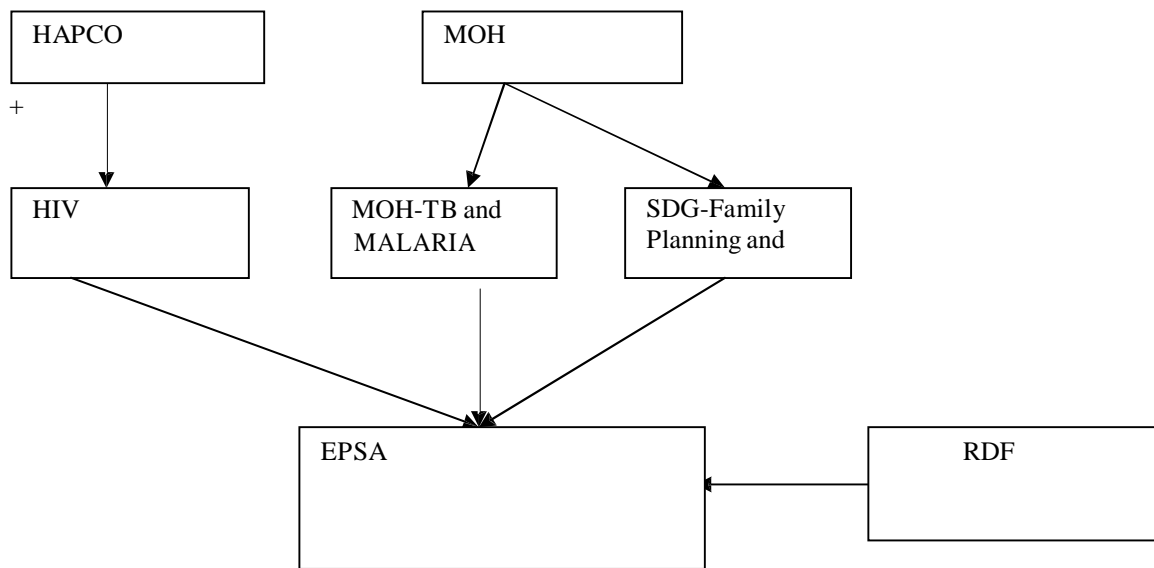 HAPCO
MOH
+
HIV
MOH-TB and
MALARIA
SDG-Family
Planning and
EPSA
RDF